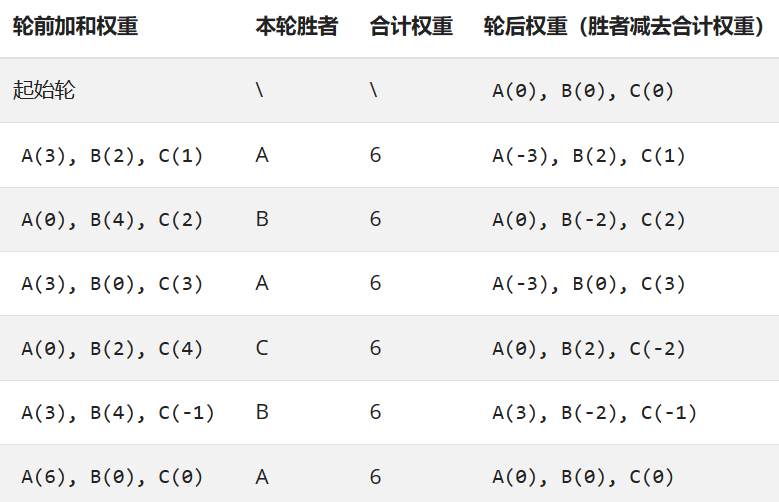 轮前加和权重 本轮胜者 合计权重 轮后权重（胜者减去合计权重）
起始轮 \ \ A(0), B(0), C(0)
A(3), B(2), C(1) A 6 A(-3), B(2), C(1)
A(0), B(4), C(2) B 6 A(0), B(-2), C(2)
A(3), B(0), C(3) A 6 A(-3), B(0), C(3)
A(0), B(2), C(4) C 6 A(0), B(2), C(-2)
A(3), B(4), C(-1) B 6 A(3), B(-2), C(-1)
A(6), B(0), C(0) A 6 A(0), B(0), C(0)